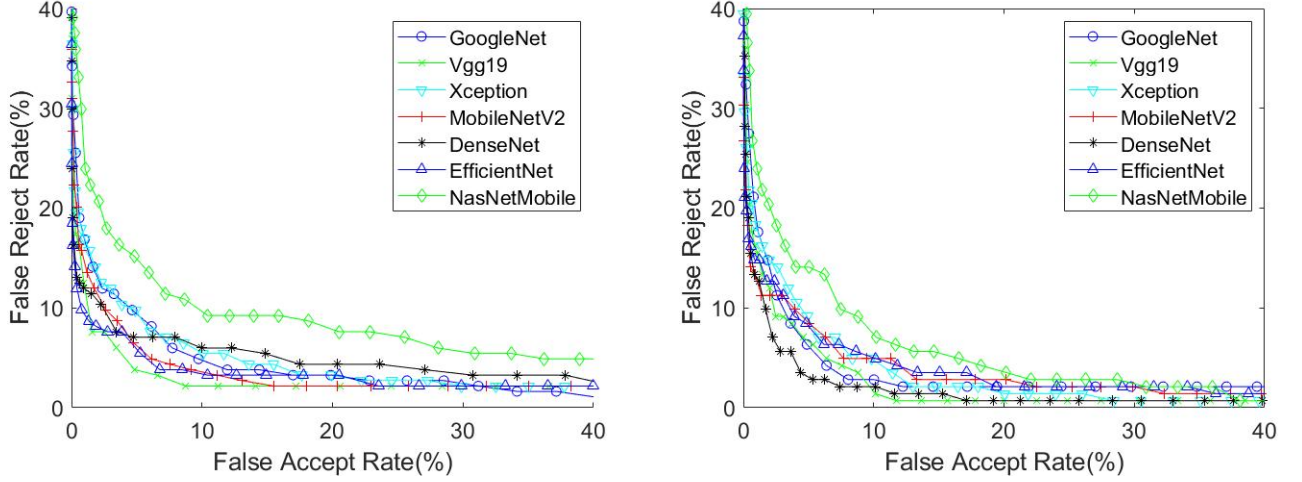 40
30
20
10
0
0
10
20
30
40
False Reject Rate(%)
False Accept Rate(%)
GoogleNet
Vgg19
Xception
MobileNetV2
DenseNet
EfficientNet
NasNetMobile
40
30
20
10
0
0
10
20
30
40
False Reject Rate(%)
False Accept Rate(%)
GoogleNet
Vgg19
Xception
MobileNetV2
DenseNet
EfficientNet
NasNetMobile